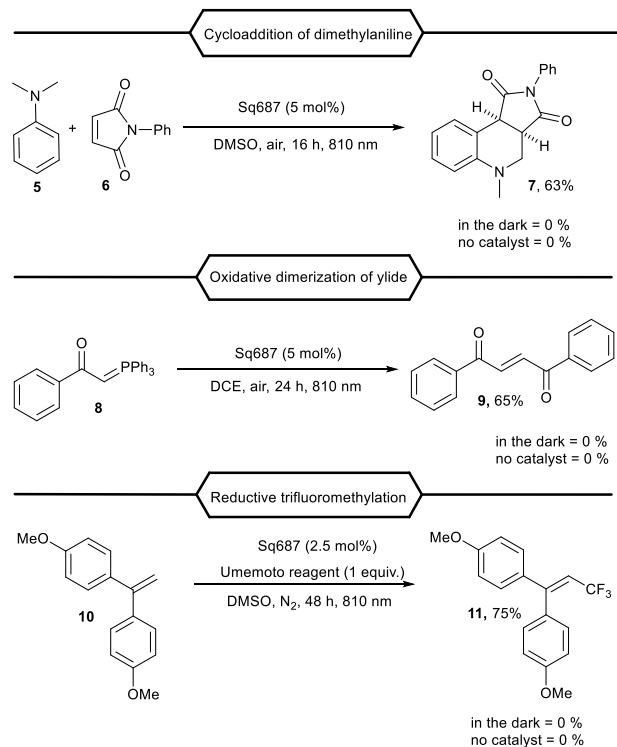 Cycloaddition of dimethylaniline
N
5
+
O
N
Ph
O
6
Sq687 (5 mol%)
DMSO, air, 16 h, 810 nm
Ph
O
N
O
H
H
N
7, 63%
in the dark = 0 %
no catalyst = 0 %
Oxidative dimerization of ylide
O
PPh3
8
Sq687 (5 mol%)
DCE, air, 24 h, 810 nm
O
O
9, 65%
in the dark = 0 %
no catalyst = 0 %
Reductive trifluoromethylation
MeO
10
OMe
Sq687 (2.5 mol%)
Umemoto reagent (1 equiv.)
DMSO, N2, 48 h, 810 nm
MeO
CF3
11, 75%
OMe
in the dark = 0 %
no catalyst = 0 %